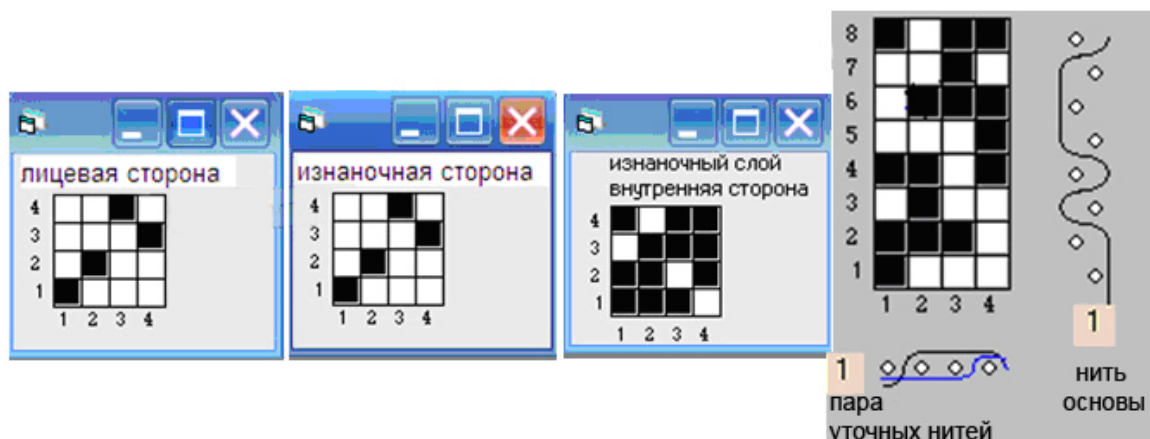 лицевая сторона
4
3
2
1
1 2 3 4
изнаночная сторона
4
3
2
1
1 2 3 4
изнаночный слой
внутренняя сторона
4
3
2
1
1 2 3 4
8
7
6
5
4
3
2
1
1 2 3 4
1
пара
уточных нитей
1
нить
основы